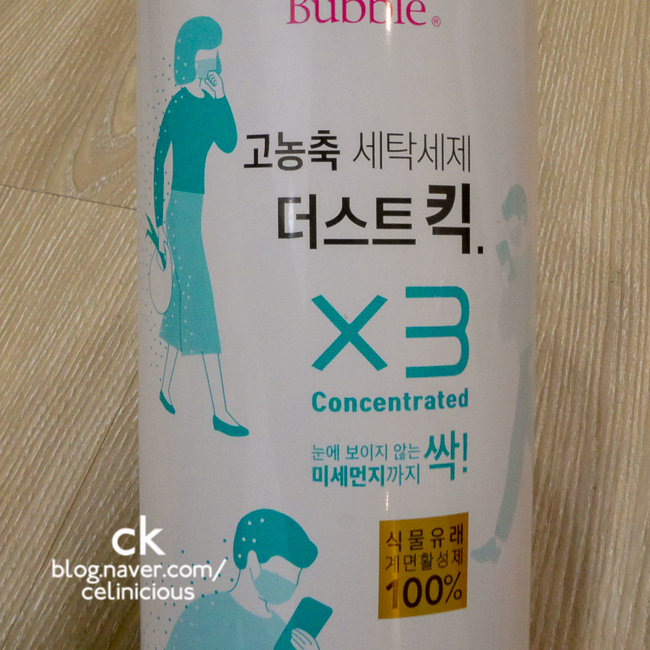 Bubble®
고농축 세탁세제
더스트킥.
X3
Concentrated
눈에 보이지 않는
미세먼지까지 싹!
식물유래
계면활성제
100%
ck
blog.naver.com/
celinicious